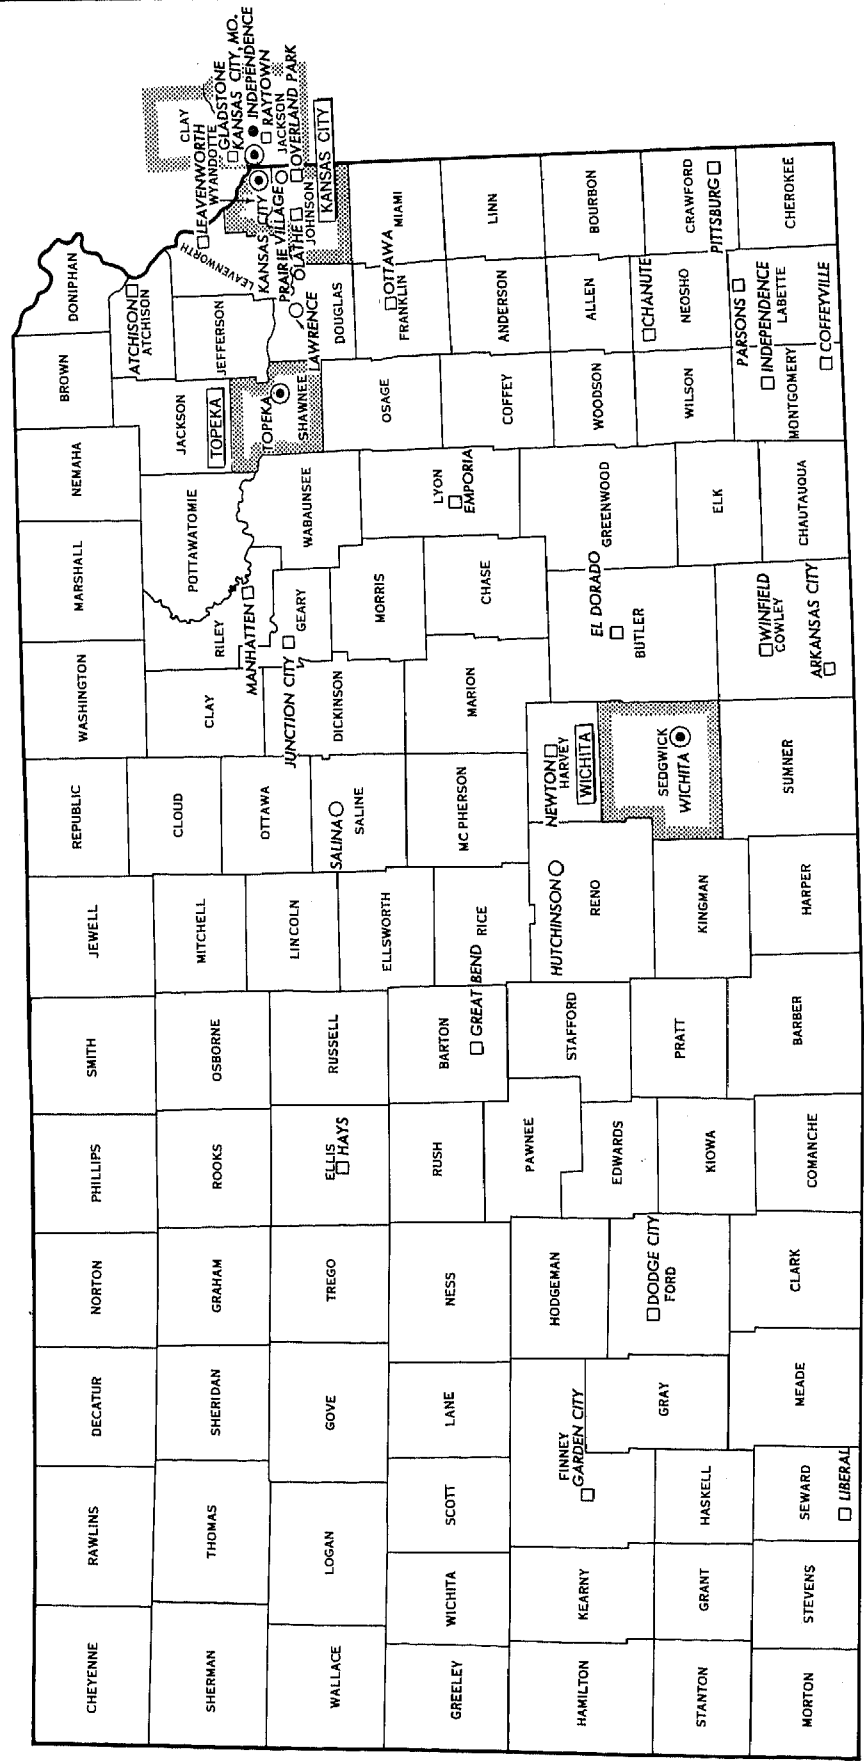 CHEYENNE
RAWLINS
DECATUR
NORTON
PHILLIPS
SMITH
JEWELL
REPUBLIC
WASHINGTON
MARSHALL
NEMAHA
BROWN
DONIPHAN
SHERMAN
THOMAS
SHERIDAN
GRAHAM
ROOKS
OSBORNE
MITCHELL
CLOUD
CLAY
RILEY
POTTAWATOMIE
JACKSON
ATCHISON
ATCHISON
JEFFERSON
LEAVENWORTH
LEAVENWORTH
WYANDOTTE
CLAY
GLADSTONE
KANSAS CITY, MO.
INDEPENDENCE
RAYTOWN
JACKSON
OVERLAND PARK
KANSAS CITY
KANSAS CITY
PRAIRIE VILLAGE
OLATHE
JOHNSON
WALLACE
LOGAN
GOVE
TREGO
ELLIS
HAYS
RUSSELL
LINCOLN
OTTAWA
MANHATTEN
JUNCTION CITY
GEARY
DICKINSON
WABAUNSEE
TOPEKA
TOPEKA
SHAWNEE
LAWRENCE
DOUGLAS
GREELEY
WICHITA
SCOTT
LANE
NESS
RUSH
BARTON
GREAT BEND
ELLSWORTH
RICE
SALINA
SALINE
MC PHERSON
MARION
MORRIS
CHASE
LYON
EMPORIA
OSAGE
COFFEY
OTTAWA
FRANKLIN
ANDERSON
MIAMI
LINN
HAMILTON
KEARNY
FINNEY
GARDEN CITY
GRAY
HODGEMAN
DODGE CITY
FORD
PAWNEE
EDWARDS
STAFFORD
HUTCHINSON
RENO
NEWTON
HARVEY
WICHITA
SEDGWICK
WICHITA
EL DORADO
BUTLER
GREENWOOD
WOODSON
ALLEN
BOURBON
STANTON
GRANT
HASKELL
KIOWA
PRATT
KINGMAN
ELK
WILSON
CHANUTE
NEOSHO
CRAWFORD
PITTSBURG
MORTON
STEVENS
SEWARD
LIBERAL
MEADE
CLARK
COMANCHE
BARBER
HARPER
SUMNER
WINFIELD
COWLEY
ARKANSAS CITY
CHAUTAUQUA
MONTGOMERY
INDEPENDENCE
COFFEYVILLE
PARSONS
LABETTE
CHEROKEE